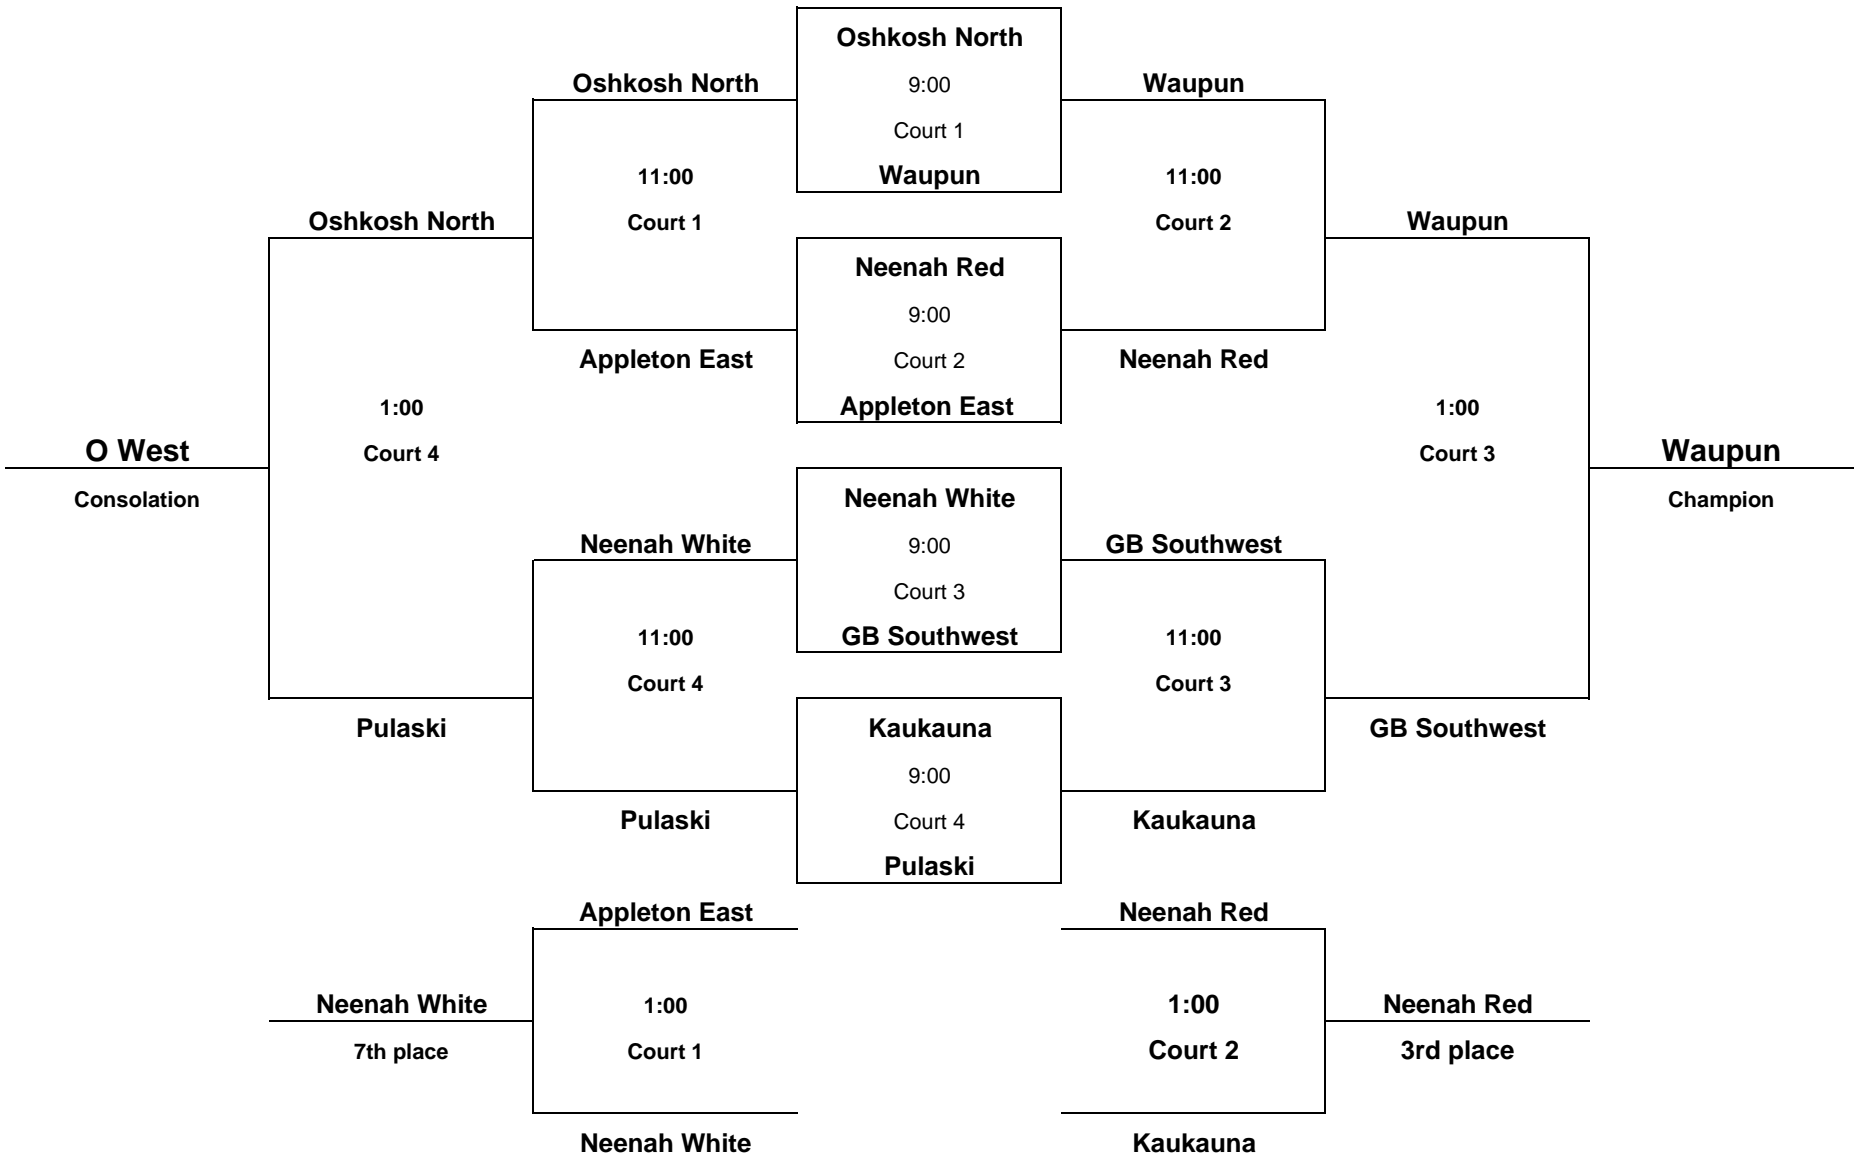 Oshkosh North
Oshkosh North 9:00 Waupun
Court 1
11:00 Waupun 11:00
Oshkosh North Court 1 Court 2 Waupun
Neenah Red
9:00
Appleton East Court 2 Neenah Red
1:00 Appleton East 1:00
O West Court 4 Court 3 Waupun
Consolation Neenah White Champion
Neenah White 9:00 GB Southwest
Court 3
11:00 GB Southwest 11:00
Court 4 Court 3
Pulaski Kaukauna GB Southwest
9:00
Pulaski Court 4 Kaukauna
Pulaski
Appleton East Neenah Red
Neenah White 1:00 1:00 Neenah Red
7th place Court 1 Court 2 3rd place
Neenah White Kaukauna